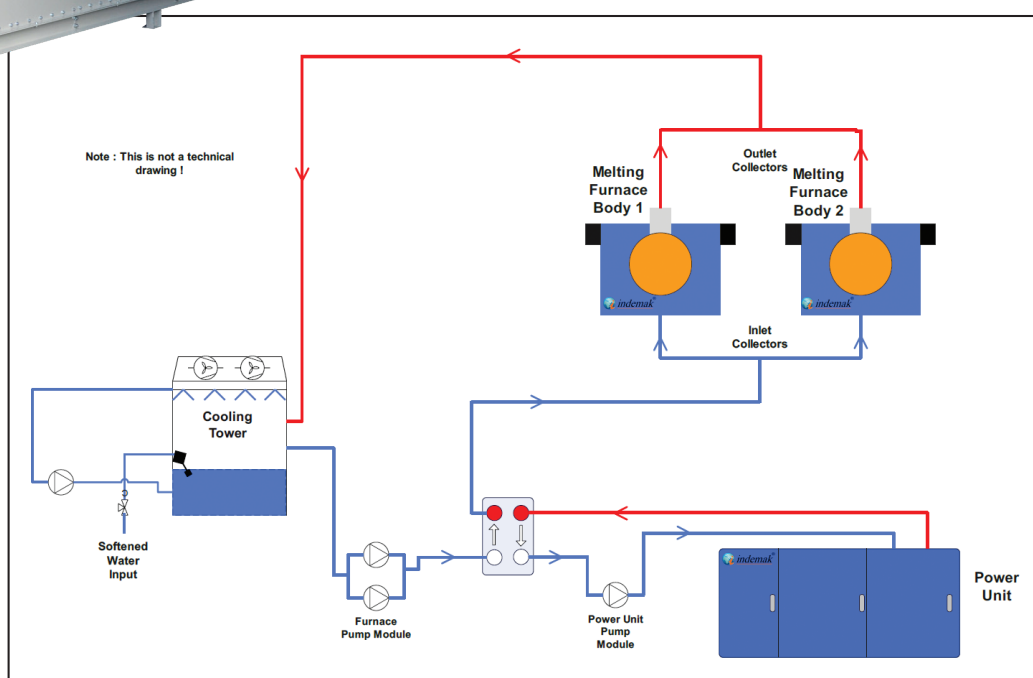 Note : This is not a technical
drawing !
Outlet
Collectors
Melting
Furnace
Body 1
Melting
Furnace
Body 2
indemak
indemak
Inlet
Collectors
Cooling
Tower
Softened
Water
Input
Furnace
Pump Module
Power Unit
Pump
Module
indemak
Power
Unit